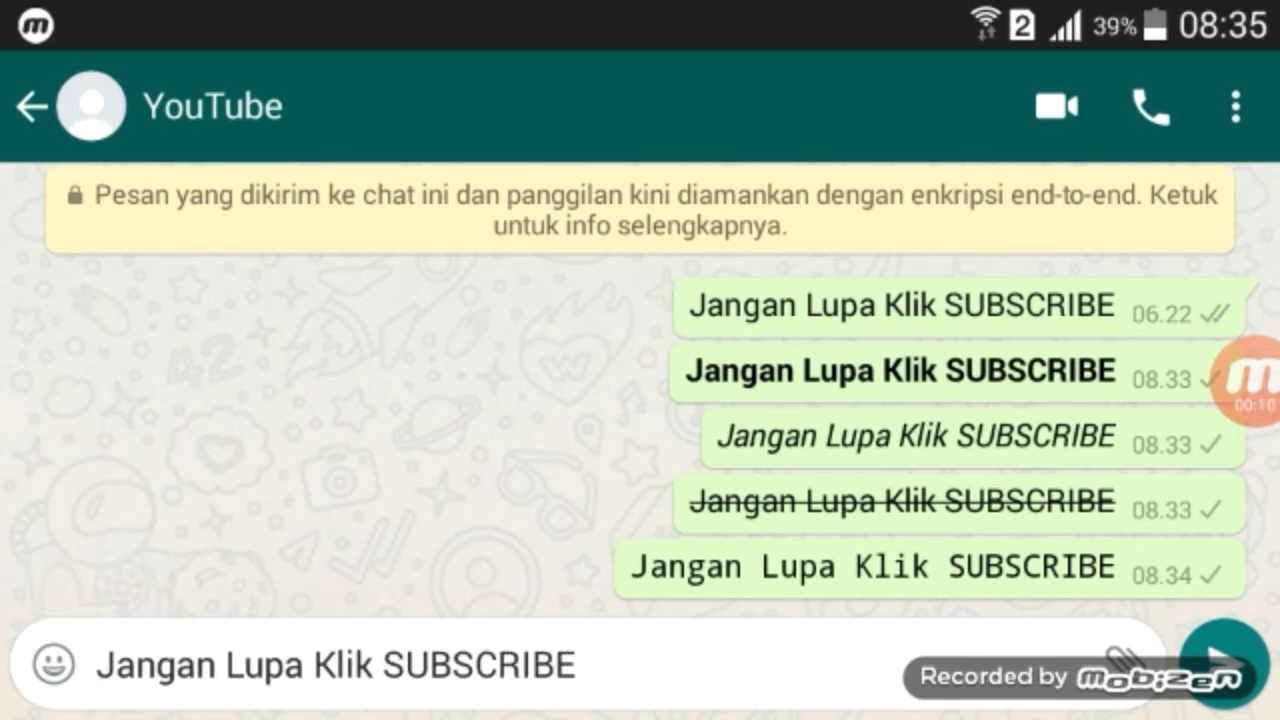 m
2 39% 08:35
YouTube
Pesan yang dikirim ke chat ini dan panggilan kini diamankan dengan enkripsi end-to-end. Ketuk
untuk info selengkapnya.
Jangan Lupa Klik SUBSCRIBE 06.22
Jangan Lupa Klik SUBSCRIBE 08.33
Jangan Lupa Klik SUBSCRIBE 08.33
Jangan Lupa Klik SUBSCRIBE 08.33
Jangan Lupa Klik SUBSCRIBE 08.34
m
00:10
Jangan Lupa Klik SUBSCRIBE
Recorded by mobizen